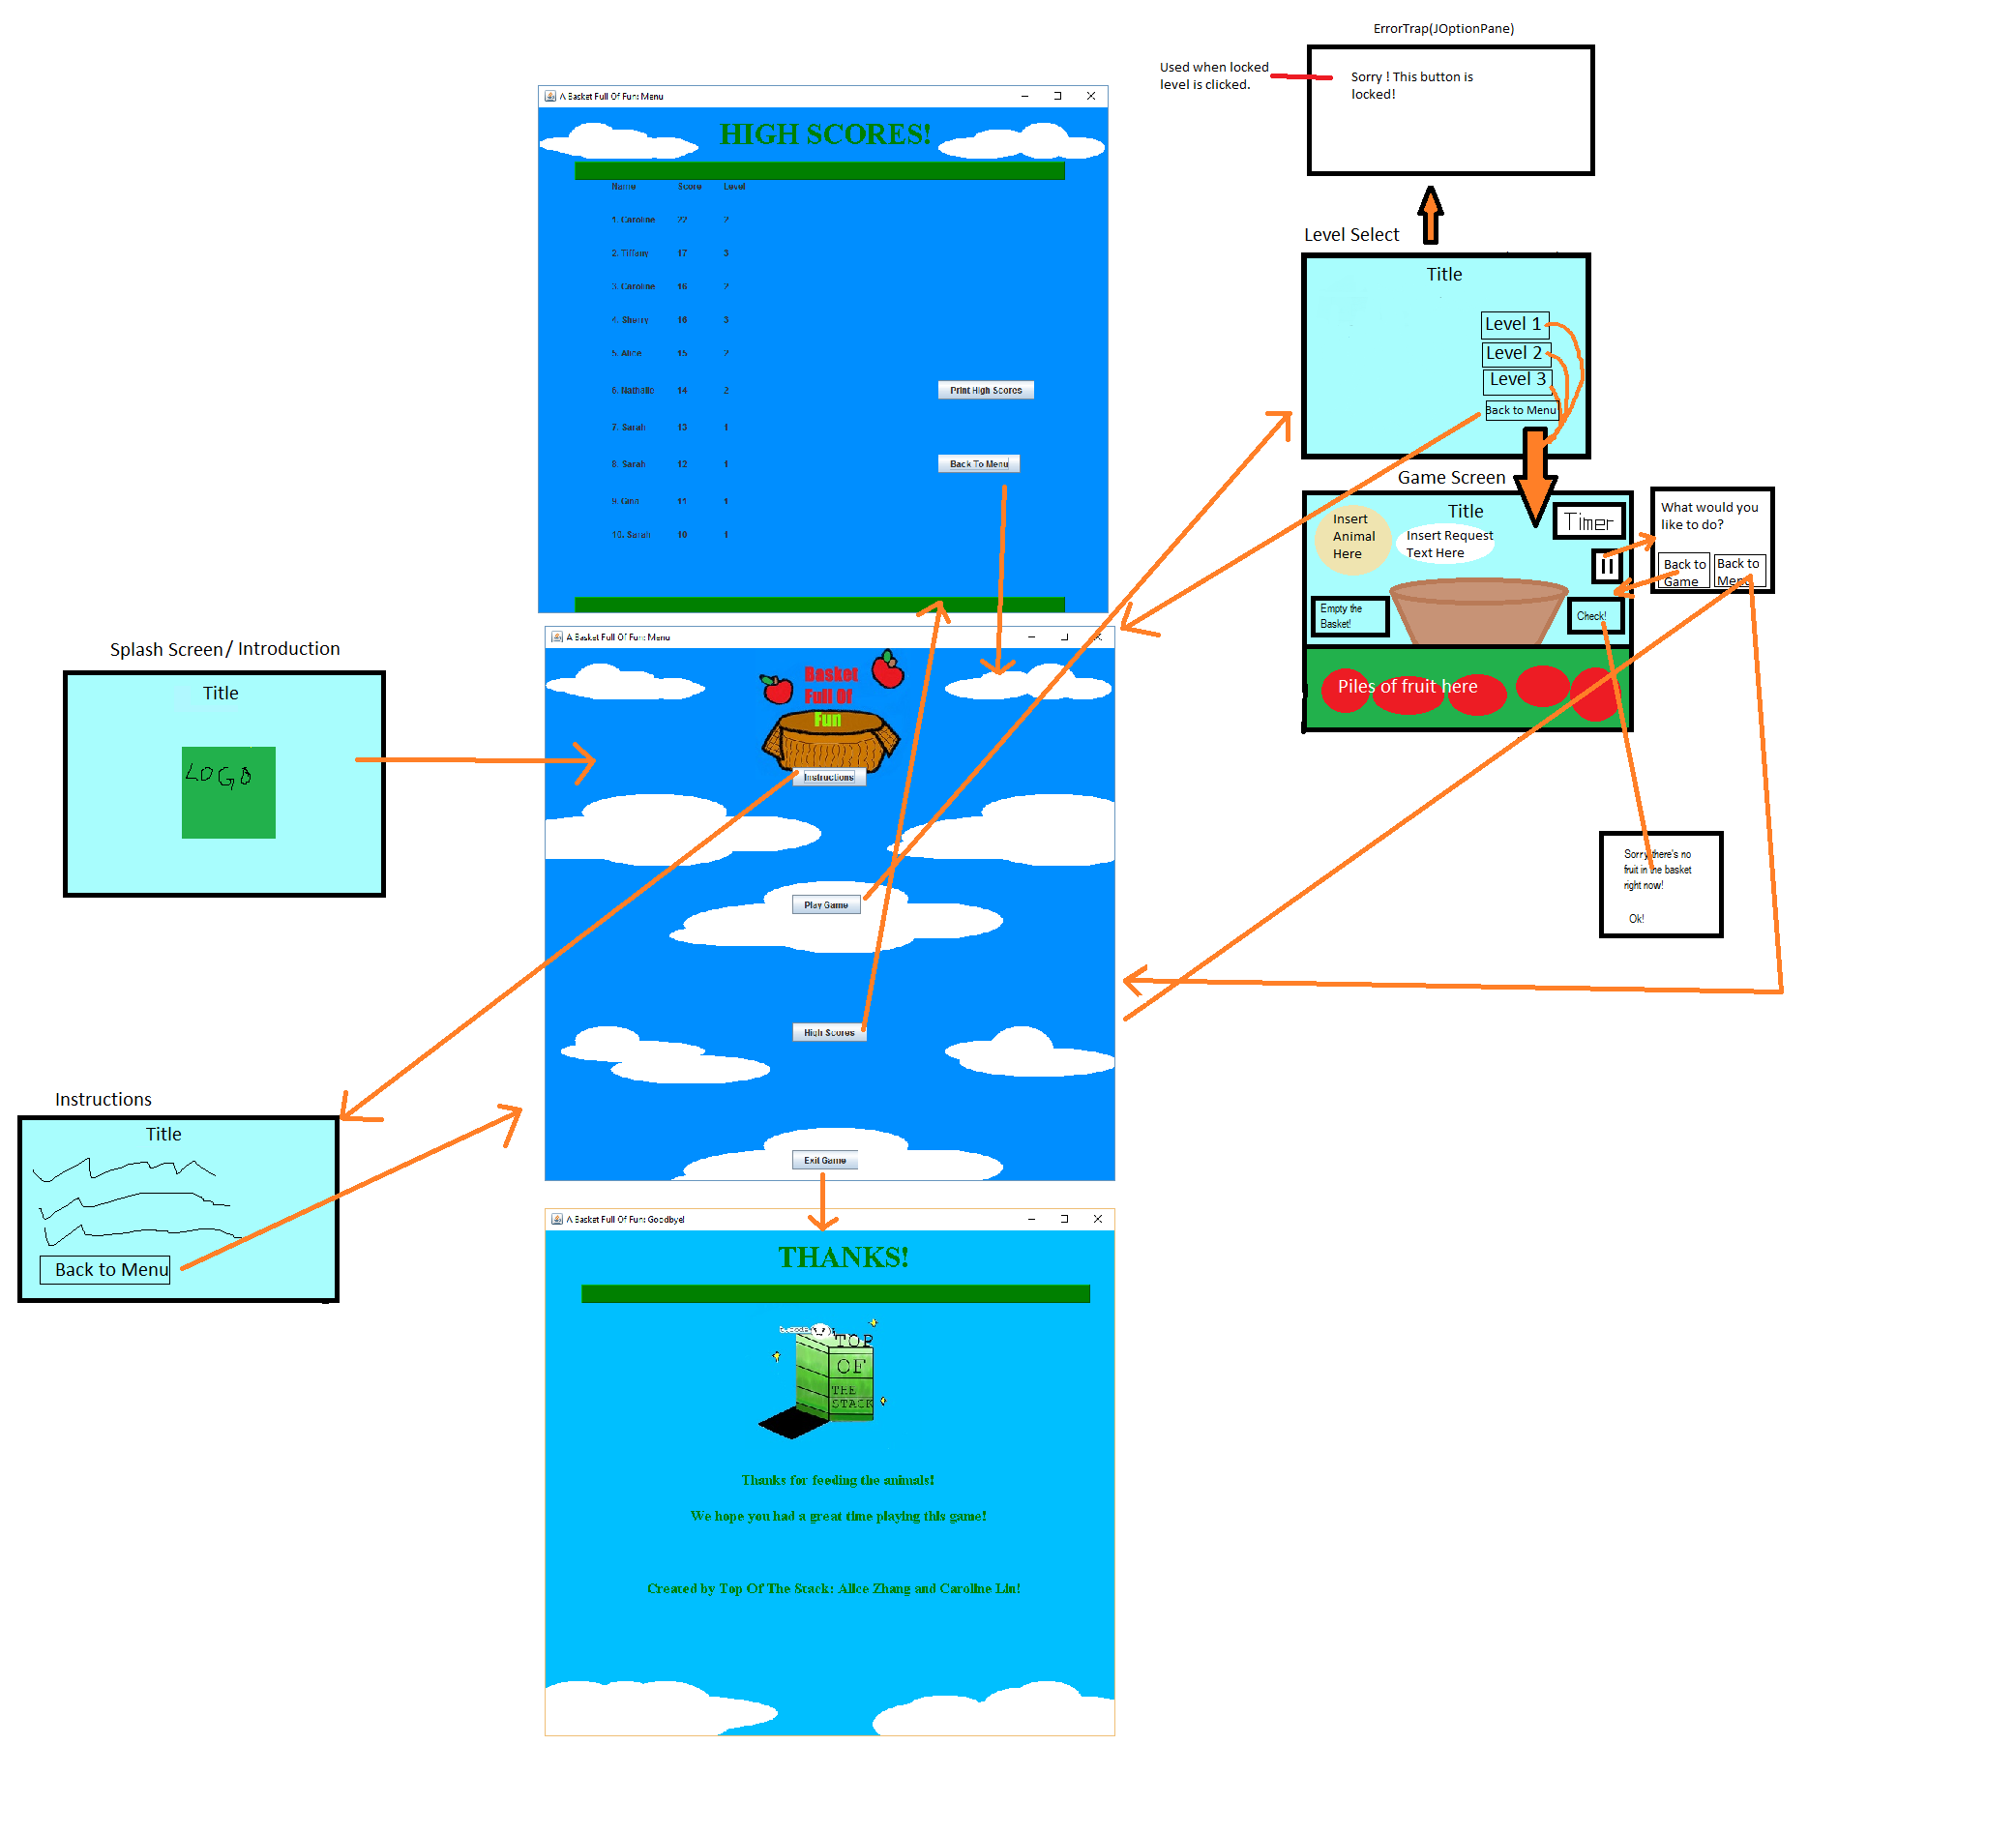 ErrorTrap(JOptionPane)
Used when locked
level is clicked.
Sorry ! This button is
locked!
A Basket Full Of Fun: Menu
HIGH SCORES!
Name Score Level
1. Caroline 22 2
2. Tiffany 17 3
3. Caroline 16 2
4. Sherry 16 3
5. Alice 15 2
6. Nathalie 14 2
7. Sarah 13 1
8. Sarah 12 1
9. Gina 11 1
10. Sarah 10 1
Print High Scores
Back To Menu
Level Select
Title
Level 1
Level 2
Level 3
Back to Menu
Game Screen
Title
Timer
Insert
Animal
Here
Insert Request
Text Here
Empty the
Basket!
Check!
Piles of fruit here
What would you
like to do?
Back to
Game
Back to
Menu
Sorry there's no
fruit in the basket
right now!
Ok!
Splash Screen/ Introduction
Title
LOGO
A Basket Full Of Fun: Menu
Basket
Full Of
Fun
Instructions
Play Game
High Scores
Exit Game
Instructions
Title
Back to Menu
A Basket Full Of Fun: Goodbye!
THANKS!
TOP
OF
THE
STACK
Thanks for feeding the animals!
We hope you had a great time playing this game!
Created by Top Of The Stack: Alice Zhang and Caroline Lin!